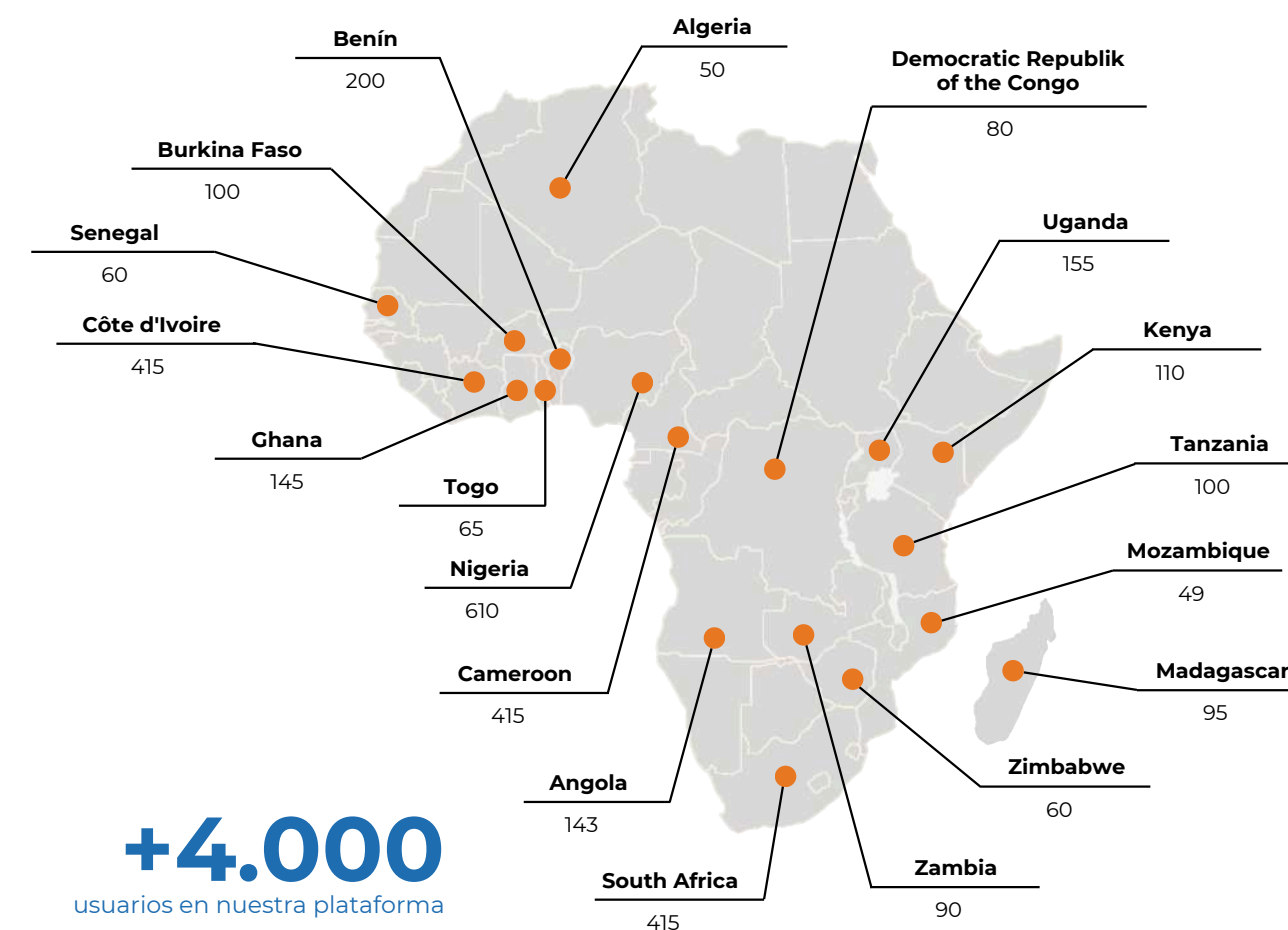 Algeria
50
Benín
200
Democratic Republik
of the Congo
80
Burkina Faso
100
Uganda
155
Senegal
60
Côte d'Ivoire
415
Kenya
110
Ghana
145
Tanzania
100
Togo
65
Mozambique
49
Nigeria
610
Cameroon
415
Madagascar
95
Angola
143
Zimbabwe
60
South Africa
415
Zambia
90
+4.000
usuarios en nuestra plataforma